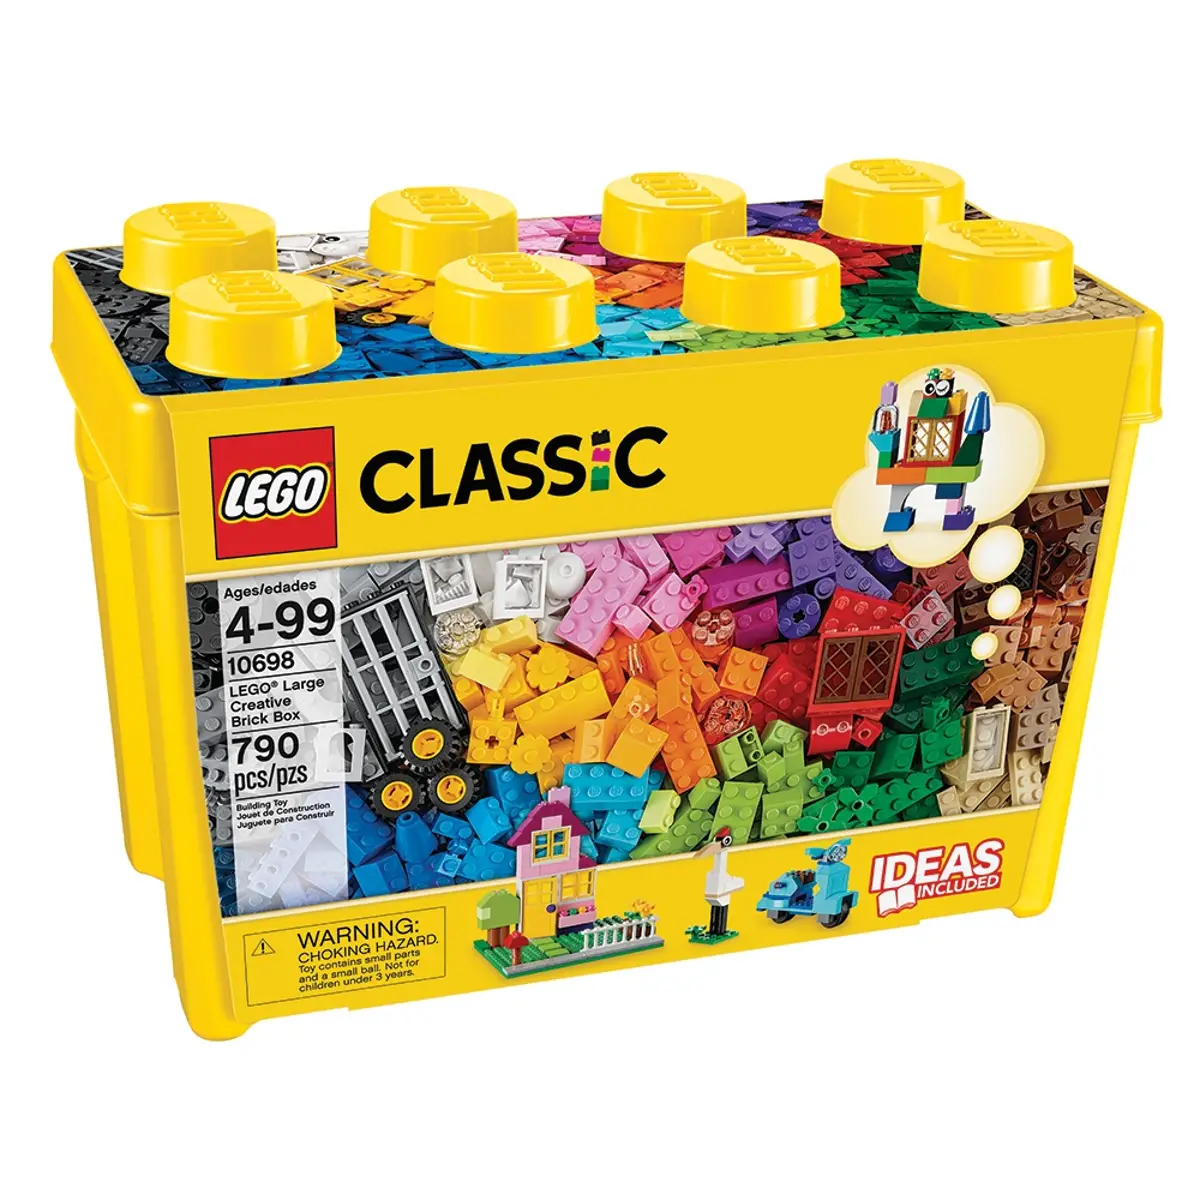 LEGO
CLASSiC
Ages/edades
4-99
10698
LEGO® Large
Creative
Brick Box
790
pcs/pzs
Building Toy
Jouet de Construction
Juguete para Construir
WARNING:
CHOKING HAZARD.
Toy contains small parts
and a small ball. Not for
children under 3 years.
IDEAS
INCLUDED